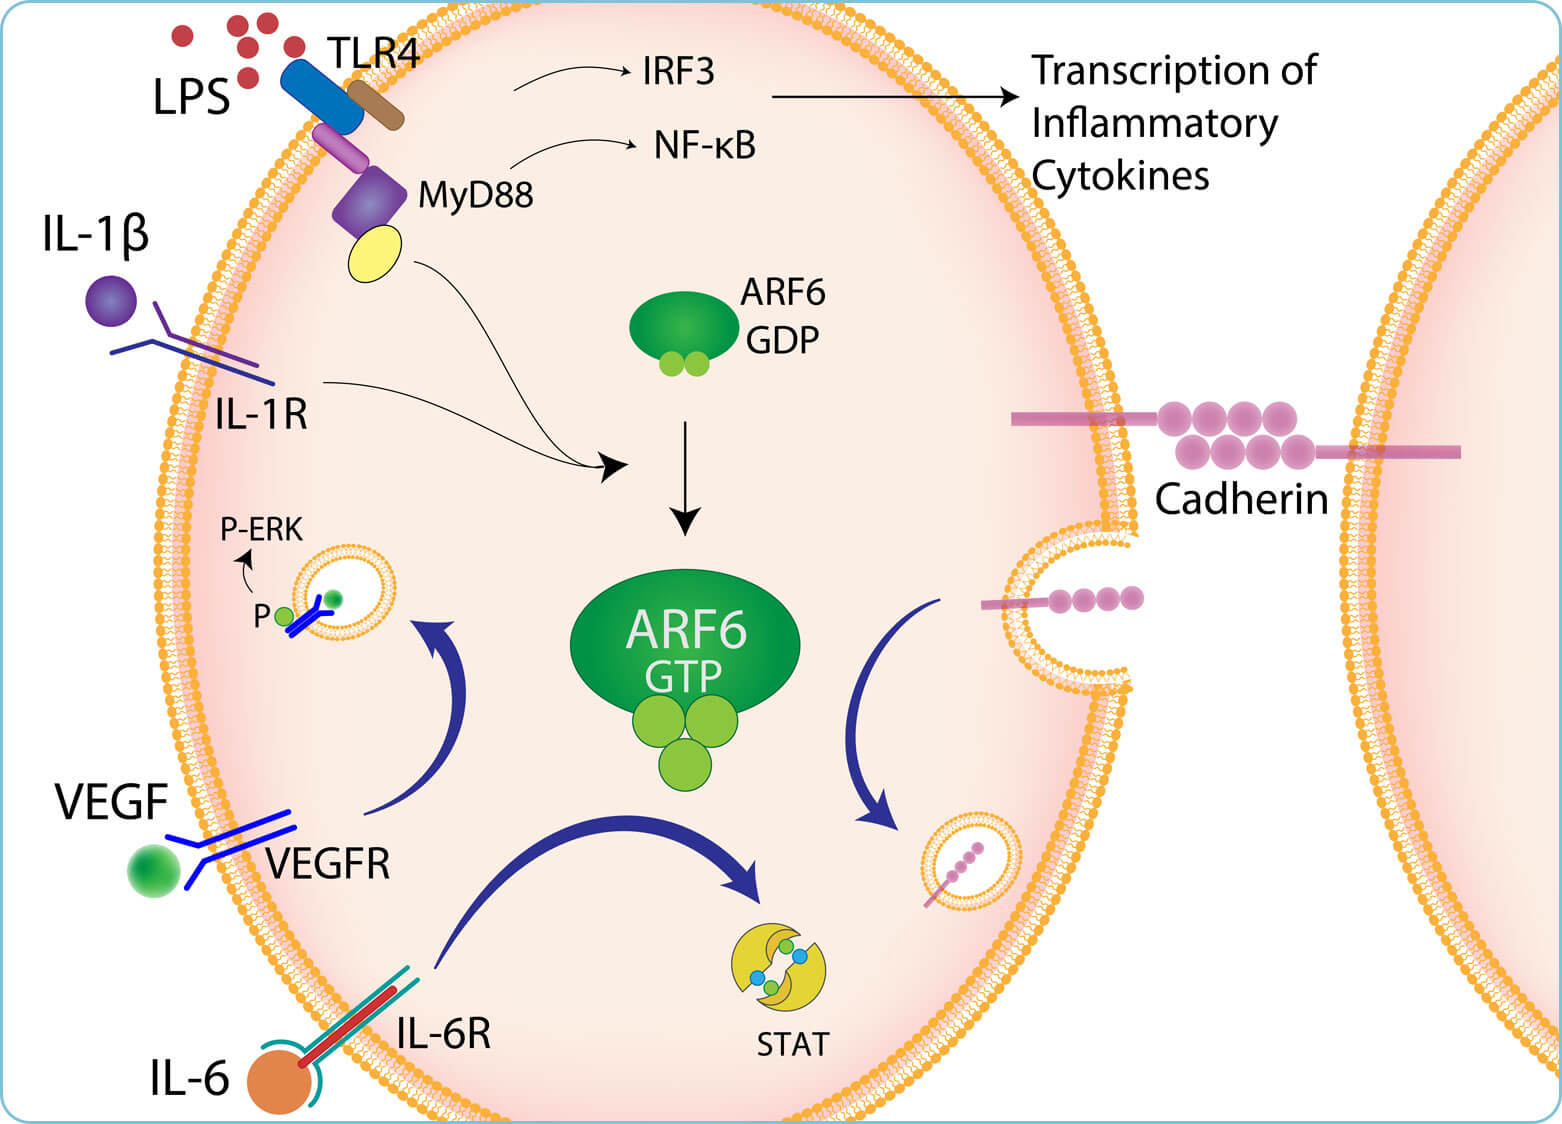 LPS
TLR4
IRF3
NF-κB
MyD88
Transcription of
Inflammatory
Cytokines
IL-1β
IL-1R
ARF6
GDP
Cadherin
P-ERK
P
ARF6
GTP
VEGF
VEGFR
IL-6R
IL-6
STAT